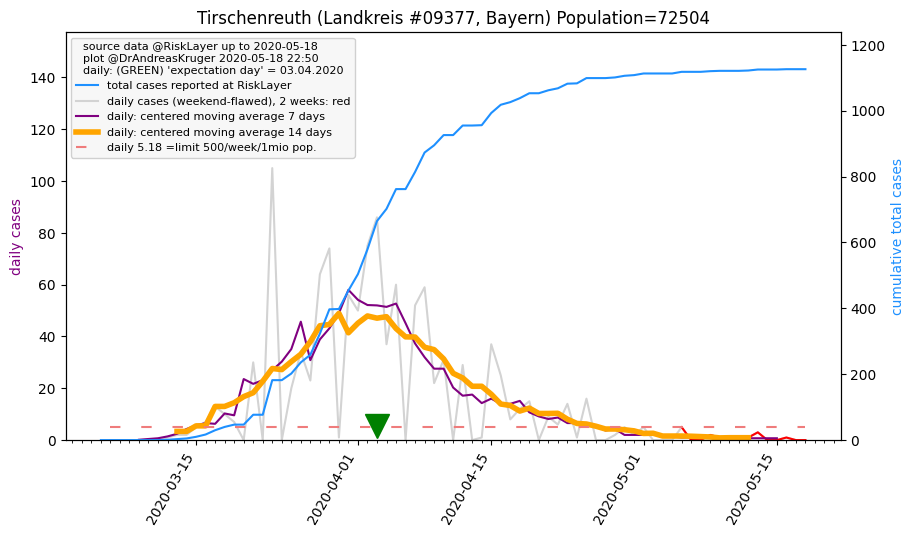 Tirschenreuth (Landkreis #09377, Bayern) Population=72504
source data @RiskLayer up to 2020-05-18
plot @DrAndreasKruger 2020-05-18 22:50
daily: (GREEN) 'expectation day' = 03.04.2020
total cases reported at RiskLayer
daily cases (weekend-flawed), 2 weeks: red
daily: centered moving average 7 days
daily: centered moving average 14 days
daily 5.18 =limit 500/week/1mio pop.
daily cases
140
120
100
80
60
40
20
0
1200
1000
800
600
400
200
0
cumulative total cases
2020-03-15
2020-04-01
2020-04-15
2020-05-01
2020-05-15